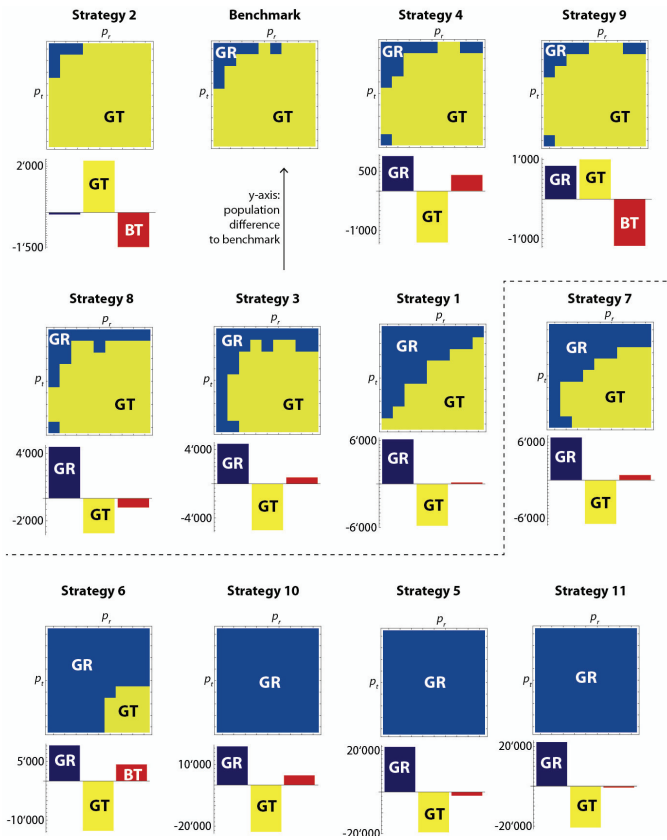 Strategy 2 Benchmark Strategy 4 Strategy 9
pr pr pr
GR GR GR
pt GT pt GT pt GT pt GT
2'000 GT BT -1'500
y-axis:
population
difference
to benchmark
500 GR GT -1'000
1'000 GR GT BT -1'000
Strategy 8 Strategy 3 Strategy 1 Strategy 7
pr pr pr pr
GR GR GR GR
pt GT pt GT pt GT pt GT
4'000 GR GT -2'000
4'000 GR GT -4'000
6'000 GR GT -6'000
6'000 GR GT -6'000
Strategy 6 Strategy 10 Strategy 5 Strategy 11
pr pr pr pr
GR GR GR GR
pt GT pt pt pt
5'000 GR GT BT -10'000
10'000 GR GT -20'000
20'000 GR GT -20'000
20'000 GR GT -20'000